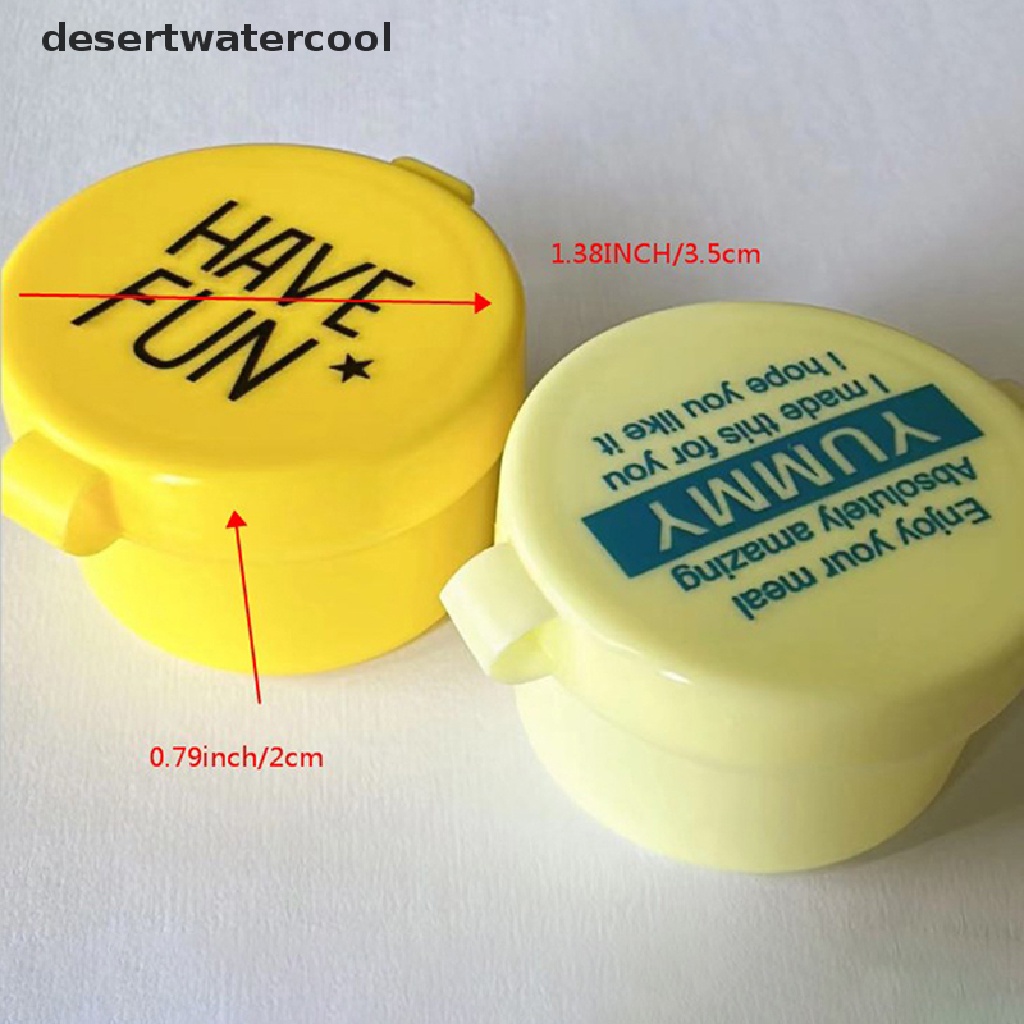 desertwatercool
HAVE
FUN
1.38INCH/3.5cm
0.79inch/2cm
Enjoy your meal
Absolutely amazing
YUMMY
I made this for you
I hope you like it